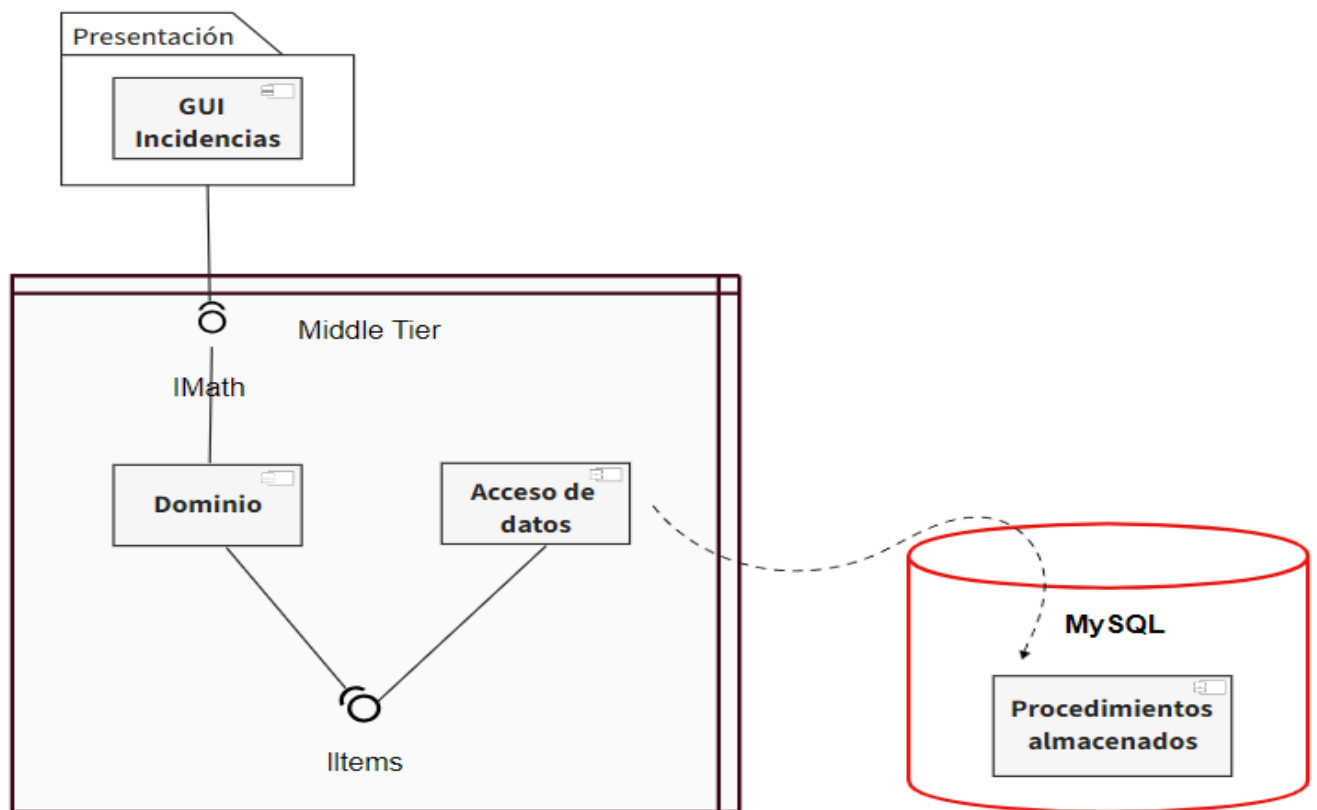 Presentación
GUI
Incidencias
Middle Tier
IMath
Dominio
Acceso de
datos
MySQL
Procedimientos
almacenados
IItems